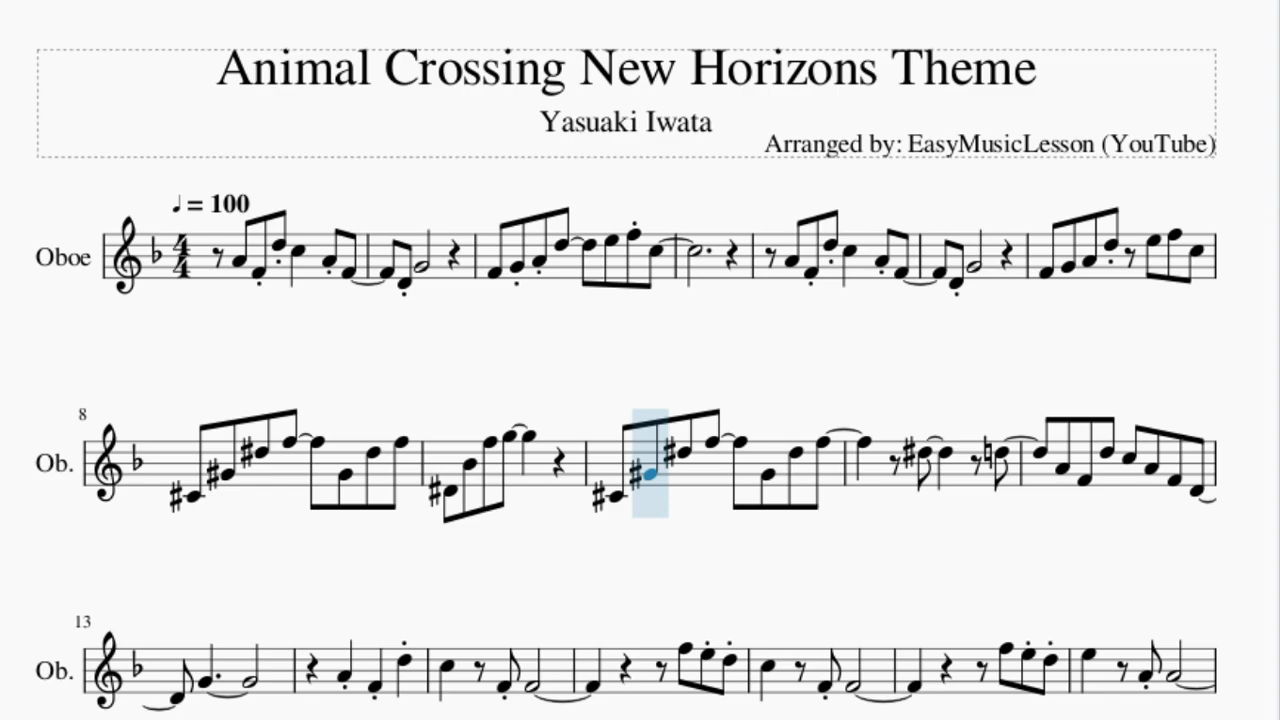 Animal Crossing New Horizons Theme
Yasuaki Iwata
Arranged by: EasyMusicLesson (YouTube)
♩ = 100
Oboe
4
4
8
Ob.
13
Ob.